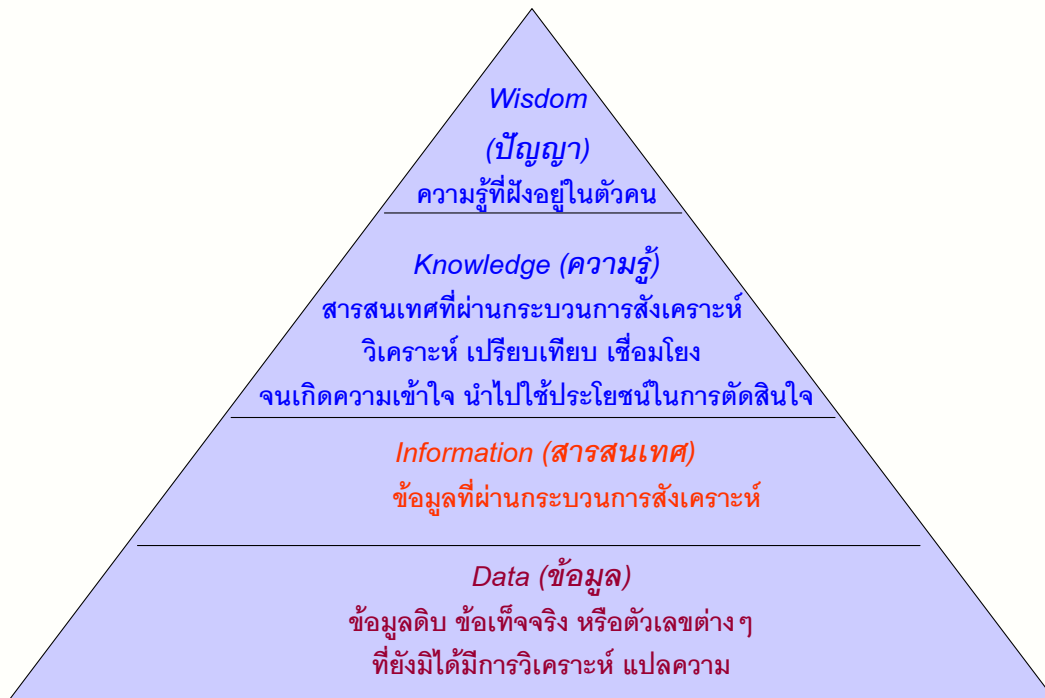 Wisdom
(ปัญญา)
ความรู้ที่ฝังอยู่ในตัวคน
Knowledge (ความรู้)
สารสนเทศที่ผ่านกระบวนการสังเคราะห์
วิเคราะห์ เปรียบเทียบ เชื่อมโยง
จนเกิดความเข้าใจ นำไปใช้ประโยชน์ในการตัดสินใจ
Information (สารสนเทศ)
ข้อมูลที่ผ่านกระบวนการสังเคราะห์
Data (ข้อมูล)
ข้อมูลดิบ ข้อเท็จจริง หรือตัวเลขต่างๆ
ที่ยังมิได้มีการวิเคราะห์ แปลความ